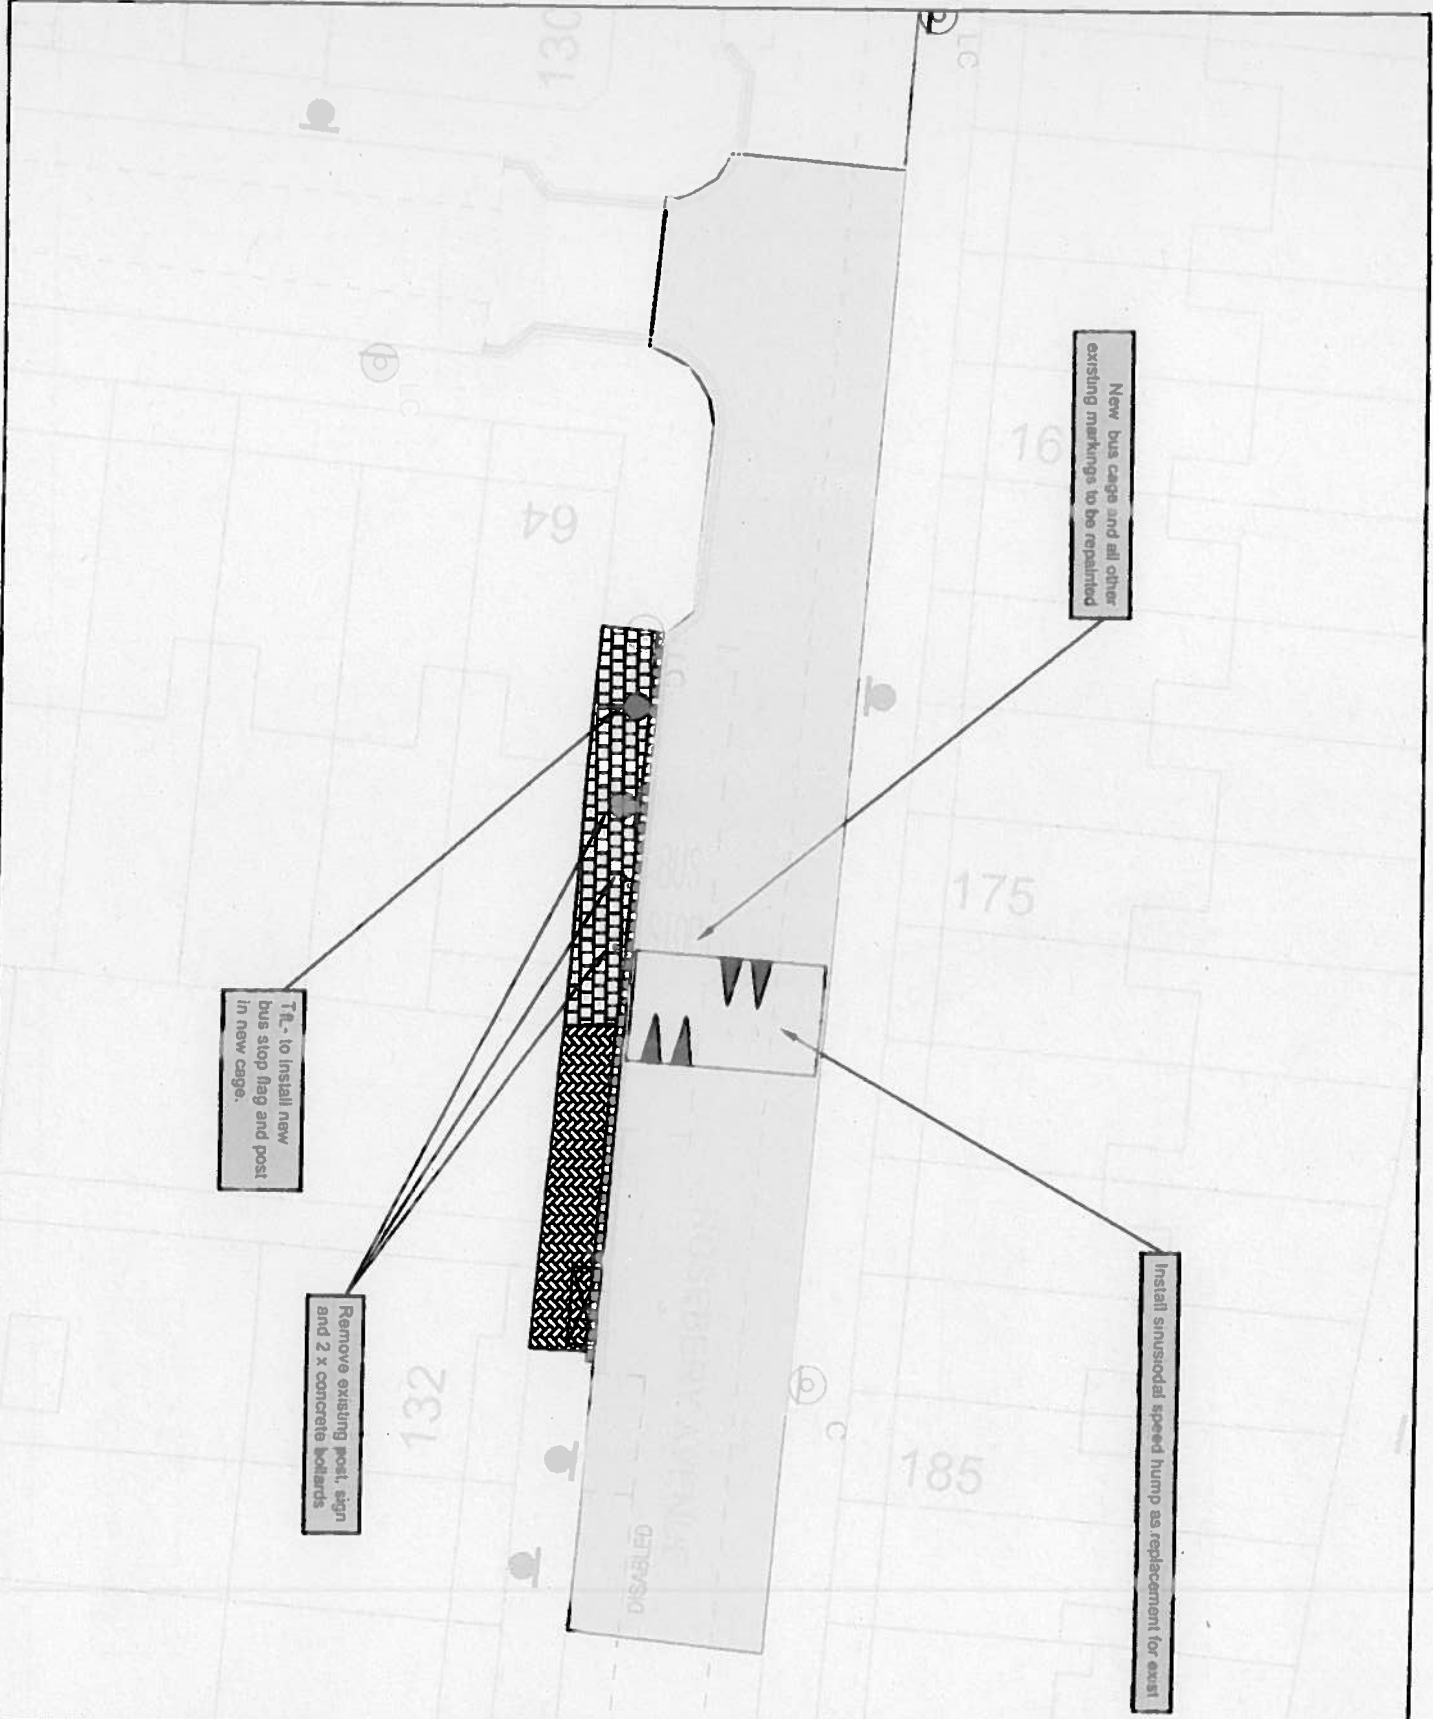 New bus cage and all other
existing markings to be repainted
Install sinusiodal speed hump as replacement for exist
TfL- to install new
bus stop flag and post
in new cage.
Remove existing post, sign
and 2 x concrete bollards
130
LC
16
64
175
185
132
DISABLED